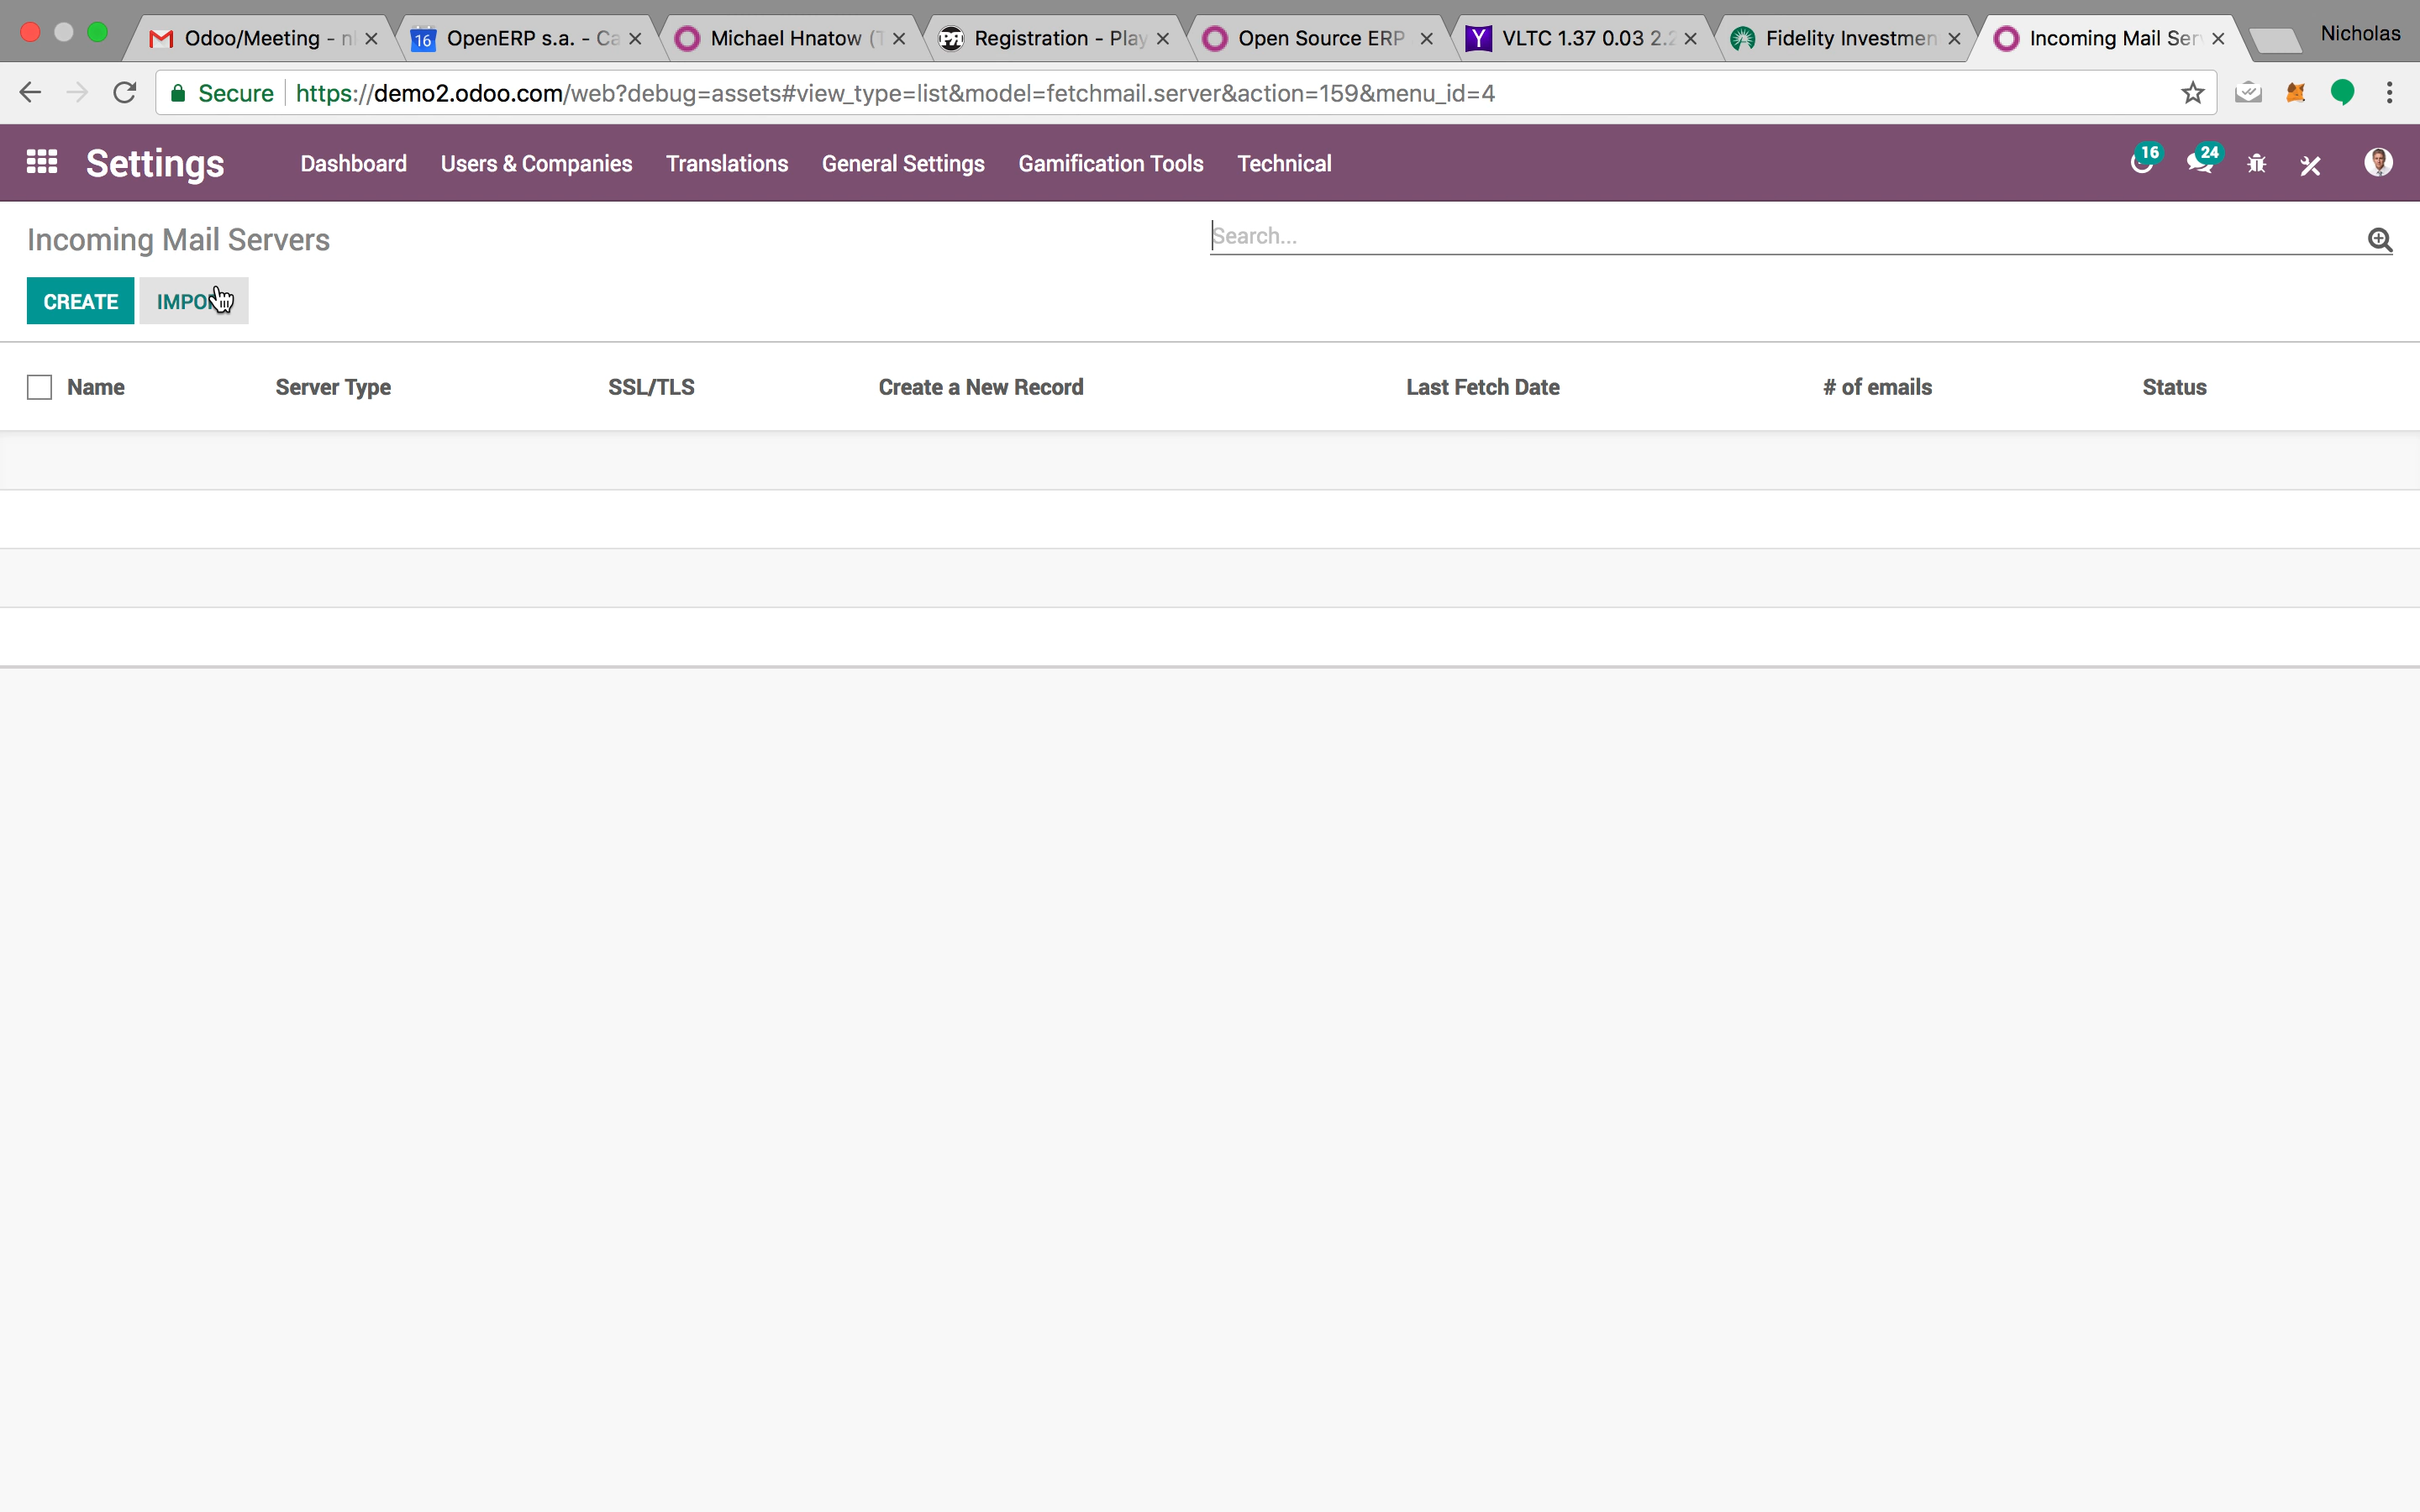 Odoo/Meeting - n
16 OpenERP s.a. - Ca
Michael Hnatow (
Registration - Play
Open Source ERP
Y VLTC 1.37 0.03 2.2
Fidelity Investmen
Incoming Mail Ser
Nicholas
Secure https://demo2.odoo.com/web?debug=assets#view_type=list&model=fetchmail.server&action=159&menu_id=4
Settings Dashboard Users & Companies Translations General Settings Gamification Tools Technical 16 24
Incoming Mail Servers
Search...
CREATE IMPO
Name Server Type SSL/TLS Create a New Record Last Fetch Date # of emails Status